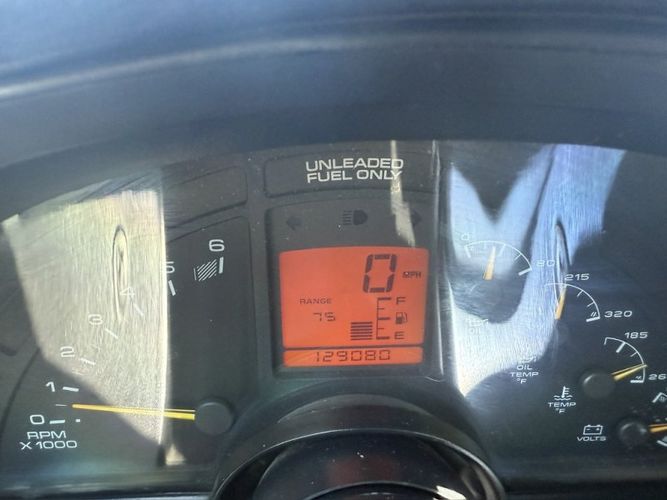 UNLEADED
FUEL ONLY
6
5
4
3
2
1
0
RPM
X 1000
0 MPH
RANGE
75
F
E
129080
0
80
215
320
OIL
TEMP
°F
185
26
TEMP
°F
VOLTS